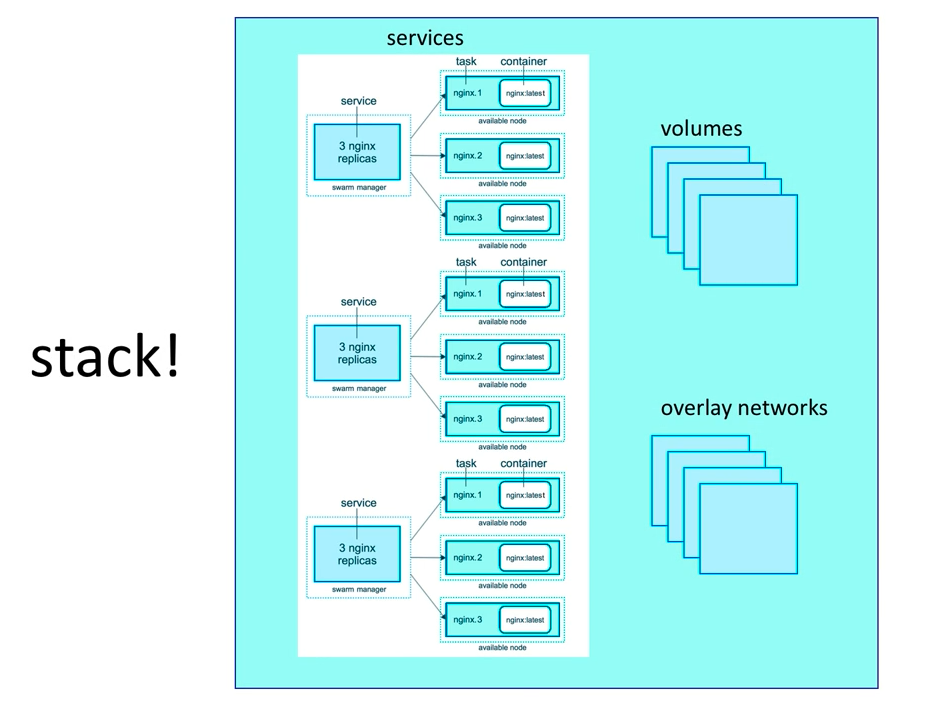 stack!
services
task container
service
3 nginx
replicas
swarm manager
nginx.1 nginx:latest
available node
nginx.2 nginx:latest
available node
nginx.3 nginx:latest
available node
task container
service
3 nginx
replicas
swarm manager
nginx.1 nginx:latest
available node
nginx.2 nginx:latest
available node
nginx.3 nginx:latest
available node
task container
service
3 nginx
replicas
swarm manager
nginx.1 nginx:latest
available node
nginx.2 nginx:latest
available node
nginx.3 nginx:latest
available node
volumes
overlay networks